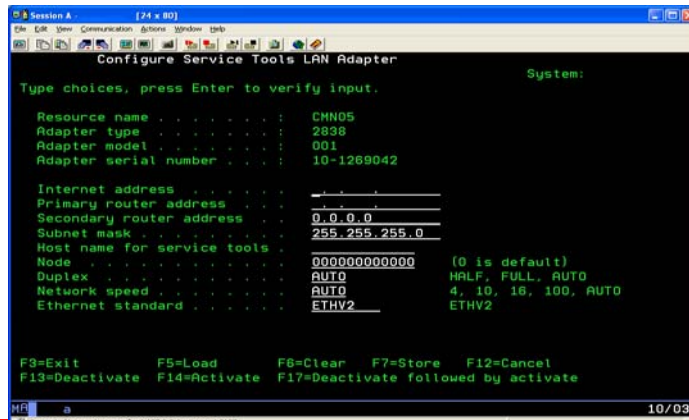 Session A - [24 x 80]
File Edit View Communication Actions Window Help
Configure Service Tools LAN Adapter
System:
Type choices, press Enter to verify input.
Resource name . . . . . . . : CMN05
Adapter type . . . . . . . : 2838
Adapter model . . . . . . . : 001
Adapter serial number . . . : 10-1269042
Internet address . . . . . . . . .
Primary router address . . . . .
Secondary router address . . 0.0.0.0
Subnet mask . . . . . . . . 255.255.255.0
Host name for service tools .
Node . . . . . . . . . . . . 000000000000 (0 is default)
Duplex . . . . . . . . . . . AUTO HALF, FULL, AUTO
Network speed . . . . . . . AUTO 4, 10, 16, 100, AUTO
Ethernet standard . . . . . ETHV2 ETHV2
F3=Exit F5=Load F6=Clear F7=Store F12=Cancel
F13=Deactivate F14=Activate F17=Deactivate followed by activate
MA a 10/03